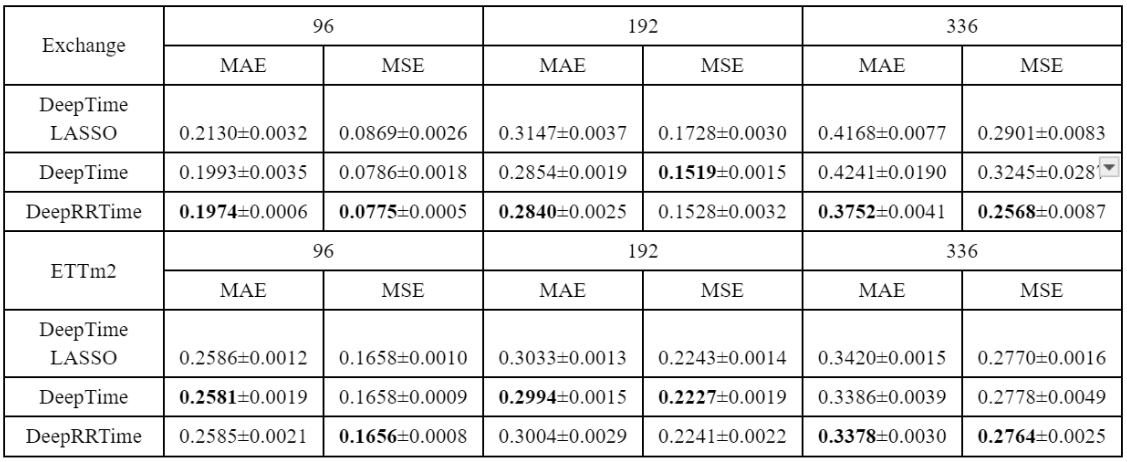 Exchange 96 192 336
MAE MSE MAE MSE MAE MSE
DeepTime
LASSO 0.2130±0.0032 0.0869±0.0026 0.3147±0.0037 0.1728±0.0030 0.4168±0.0077 0.2901±0.0083
DeepTime 0.1993±0.0035 0.0786±0.0018 0.2854±0.0019 0.1519±0.0015 0.4241±0.0190 0.3245±0.028
DeepRRTime 0.1974±0.0006 0.0775±0.0005 0.2840±0.0025 0.1528±0.0032 0.3752±0.0041 0.2568±0.0087
ETTm2 96 192 336
MAE MSE MAE MSE MAE MSE
DeepTime
LASSO 0.2586±0.0012 0.1658±0.0010 0.3033±0.0013 0.2243±0.0014 0.3420±0.0015 0.2770±0.0016
DeepTime 0.2581±0.0019 0.1658±0.0009 0.2994±0.0015 0.2227±0.0019 0.3386±0.0039 0.2778±0.0049
DeepRRTime 0.2585±0.0021 0.1656±0.0008 0.3004±0.0029 0.2241±0.0022 0.3378±0.0030 0.2764±0.0025